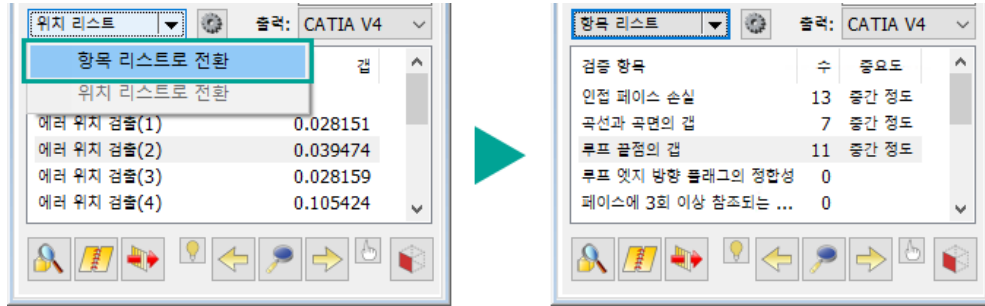 위치 리스트
출력: CATIA V4
항목 리스트로 전환
갭
위치 리스트로 전환
에러 위치 검출(1) 0.028151
에러 위치 검출(2) 0.039474
에러 위치 검출(3) 0.028159
에러 위치 검출(4) 0.105424
항목 리스트
출력: CATIA V4
검증 항목 수 중요도
인접 페이스 손실 13 중간 정도
곡선과 곡면의 갭 7 중간 정도
루프 끝점의 갭 11 중간 정도
루프 엣지 방향 플래그의 정합성 0
페이스에 3회 이상 참조되는 ... 0